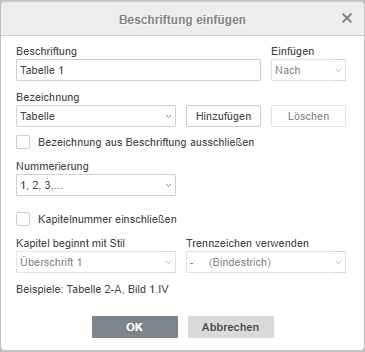 Beschriftung einfügen
Beschriftung Einfügen
Tabelle 1 Nach
Bezeichnung
Tabelle Hinzufügen Löschen
Bezeichnung aus Beschriftung ausschließen
Nummerierung
1, 2, 3,...
Kapitelnummer einschließen
Kapitel beginnt mit Stil Trennzeichen verwenden
Überschrift 1 - (Bindestrich)
Beispiele: Tabelle 2-A, Bild 1.IV
OK Abbrechen